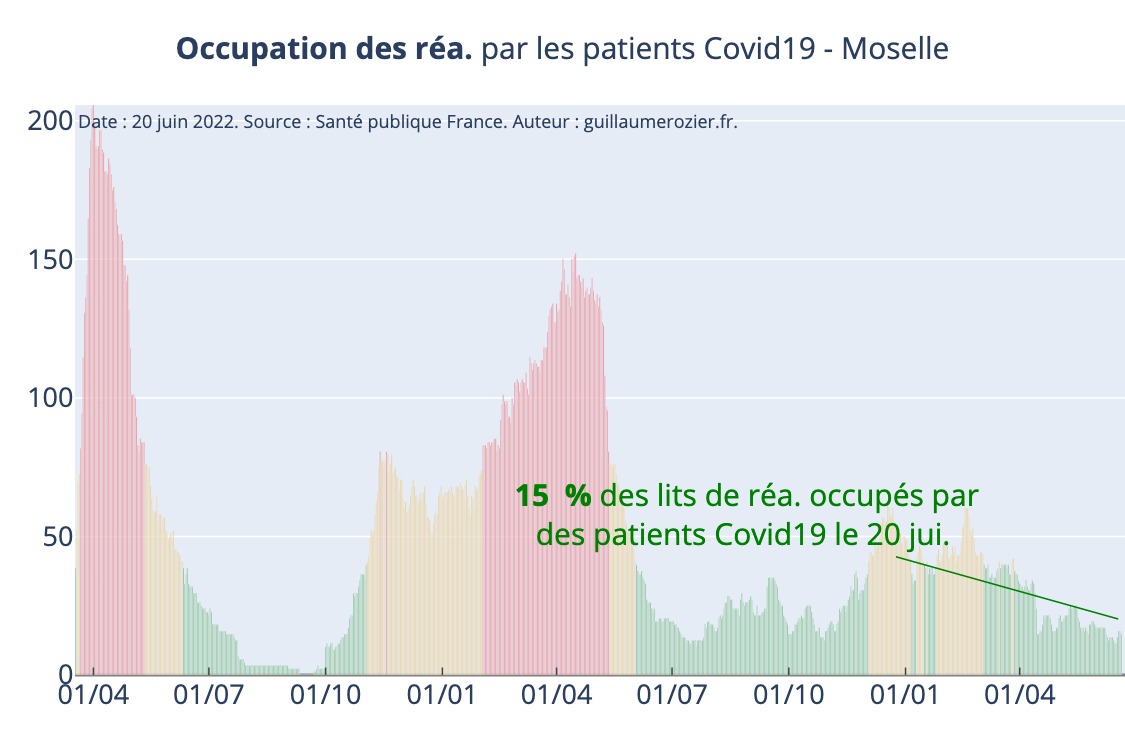 Occupation des réa. par les patients Covid19 - Moselle
200
Date : 20 juin 2022. Source : Santé publique France. Auteur : guillaumerozier.fr.
150
100
15 % des lits de réa. occupés par
des patients Covid19 le 20 jui.
50
0
01/04 01/07 01/10 01/01 01/04 01/07 01/10 01/01 01/04